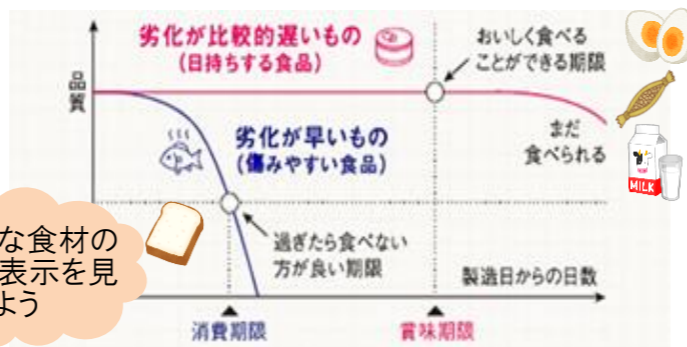 劣化が比較的遅いもの
(日持ちする食品)
おいしく食べる
ことができる期限
品質
劣化が早いもの
(傷みやすい食品)
まだ
食べられる
MILK
な食材の
表示を見
よう
過ぎたら食べない
方が良い期限
製造日からの日数
消費期限
賞味期限